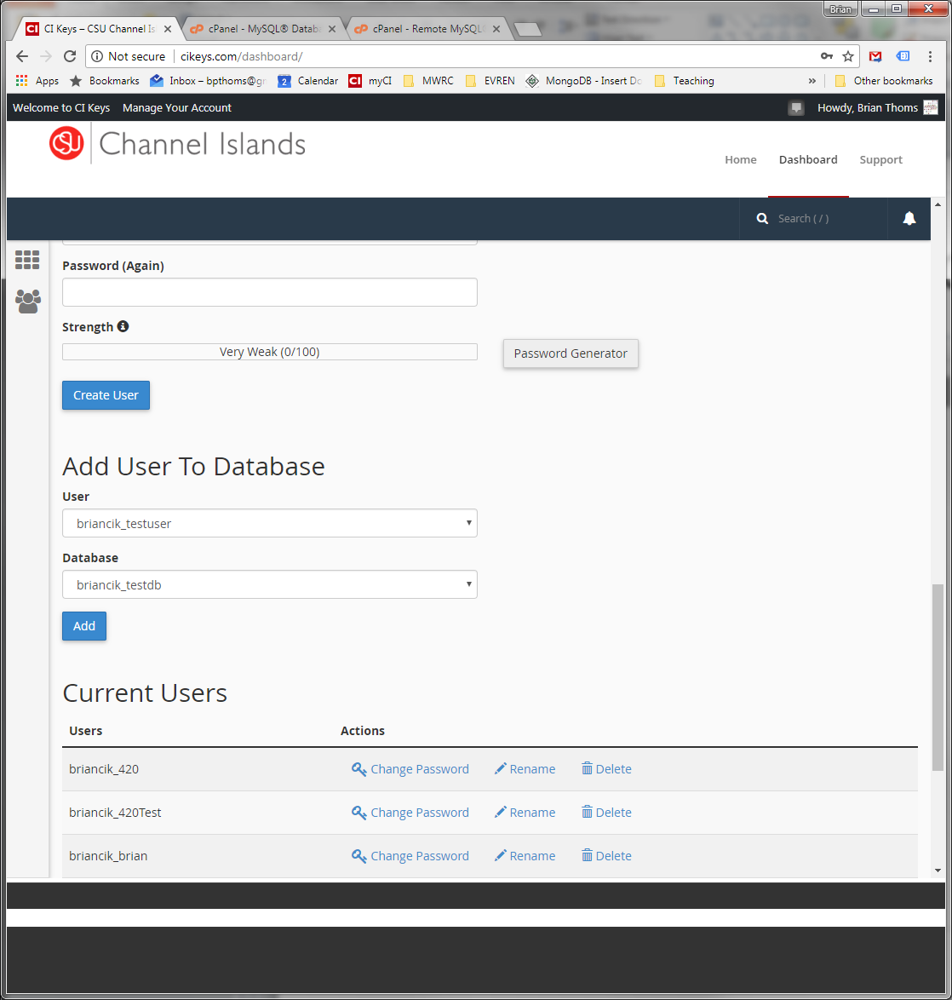 Brian
CI Keys – CSU Channel Is
cPanel - MySQL® Datab
cPanel - Remote MySQL
Not secure cikeys.com/dashboard/
Apps Bookmarks Inbox – bpthoms@g 2 Calendar CI myCI MWRC EVREN MongoDB - Insert Do Teaching » Other bookmarks
Welcome to CI Keys Manage Your Account Howdy, Brian Thoms
CSU Channel Islands
Home Dashboard Support
Search ( / )
Password (Again)
Strength
Very Weak (0/100) Password Generator
Create User
Add User To Database
User
briancik_testuser
Database
briancik_testdb
Add
Current Users
Users Actions
briancik_420 Change Password Rename Delete
briancik_420Test Change Password Rename Delete
briancik_brian Change Password Rename Delete